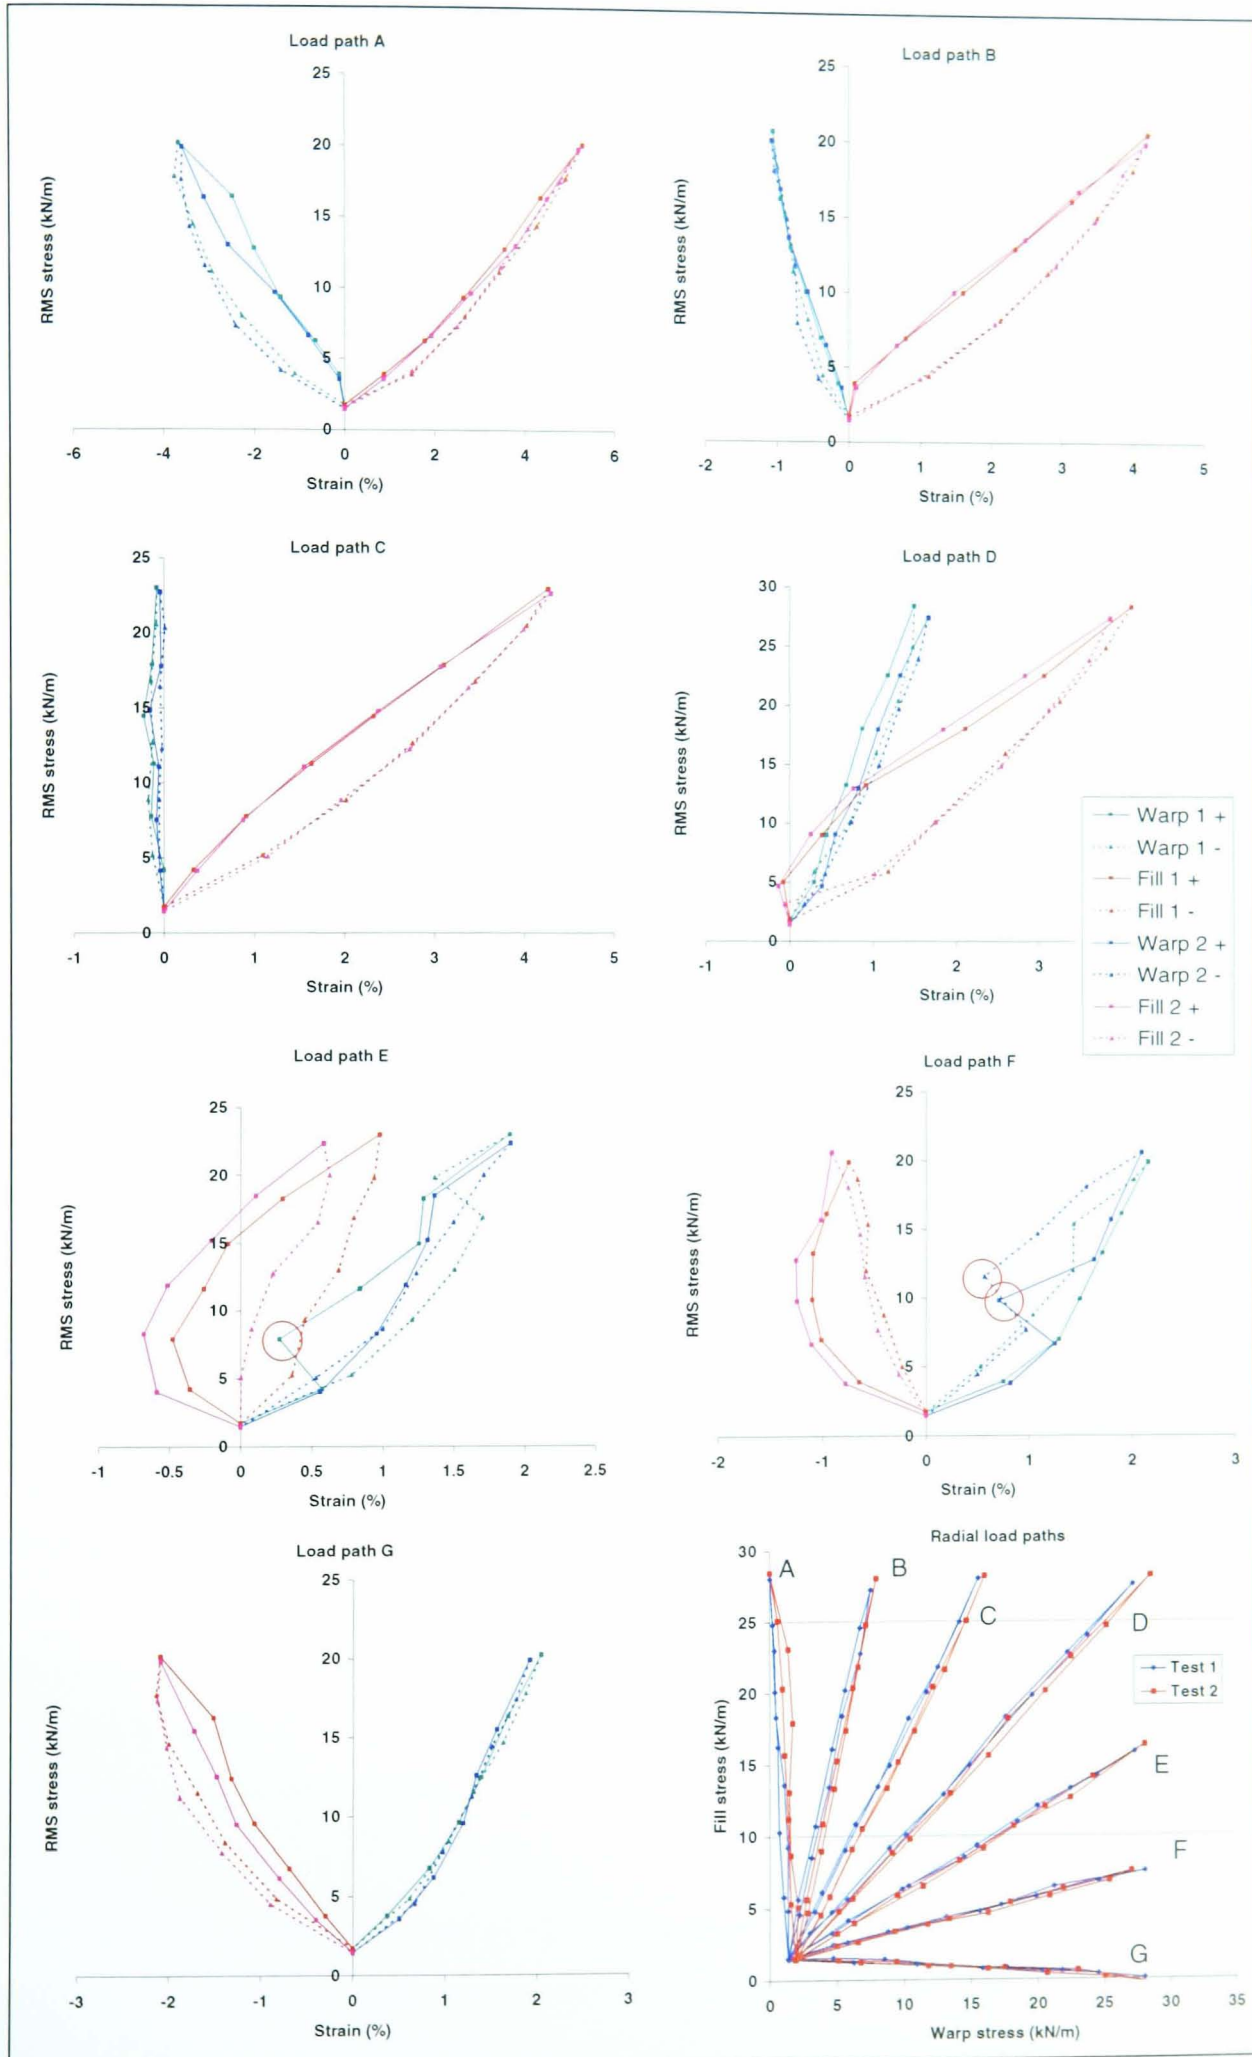 Load path A
25
20
15
10
5
0
RMS stress (kN/m)
-6 -4 -2 0 2 4 6
Strain (%)
Load path B
25
20
15
10
5
0
RMS stress (kN/m)
-2 -1 0 1 2 3 4 5
Strain (%)
Load path C
25
20
15
10
5
0
RMS stress (kN/m)
-1 0 1 2 3 4 5
Strain (%)
Load path D
30
25
20
15
10
5
0
RMS stress (kN/m)
-1 0 1 2 3
Strain (%)
Warp 1 +
Warp 1 -
Fill 1 +
Fill 1 -
Warp 2 +
Warp 2 -
Fill 2 +
Fill 2 -
Load path E
25
20
15
10
5
0
RMS stress (kN/m)
-1 -0.5 0 0.5 1 1.5 2 2.5
Strain (%)
Load path F
25
20
15
10
5
0
RMS stress (kN/m)
-2 -1 0 1 2 3
Strain (%)
Load path G
25
20
15
10
5
0
RMS stress (kN/m)
-3 -2 -1 0 1 2 3
Strain (%)
Radial load paths
30
25
20
15
10
5
0
Fill stress (kN/m)
A
B
C
D
E
F
G
Test 1
Test 2
0 5 10 15 20 25 30 35
Warp stress (kN/m)